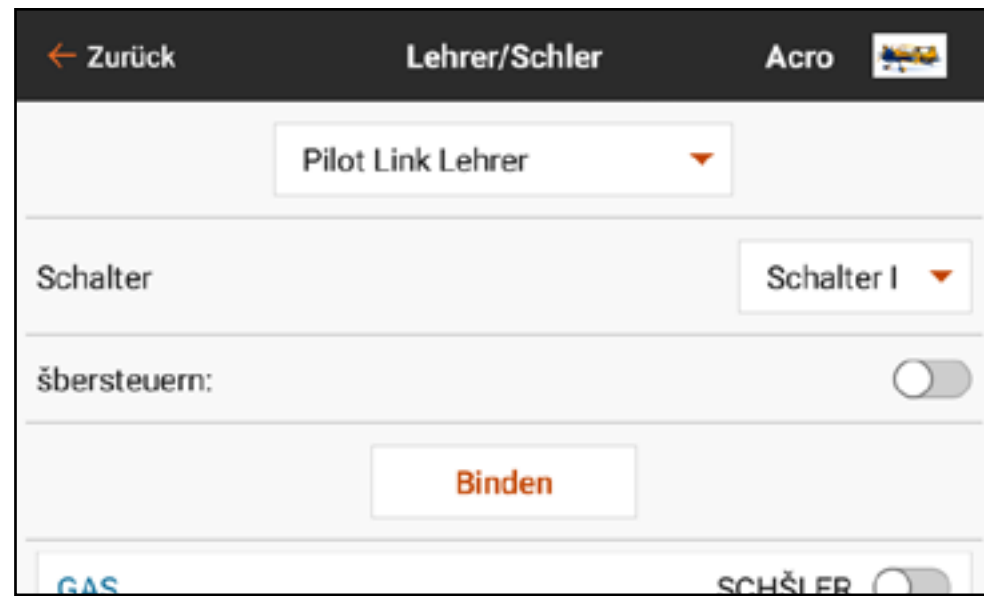 ← Zurück Lehrer/Schler Acro
Pilot Link Lehrer
Schalter Schalter I
šbersteuern:
Binden
GAS SCHŠLER